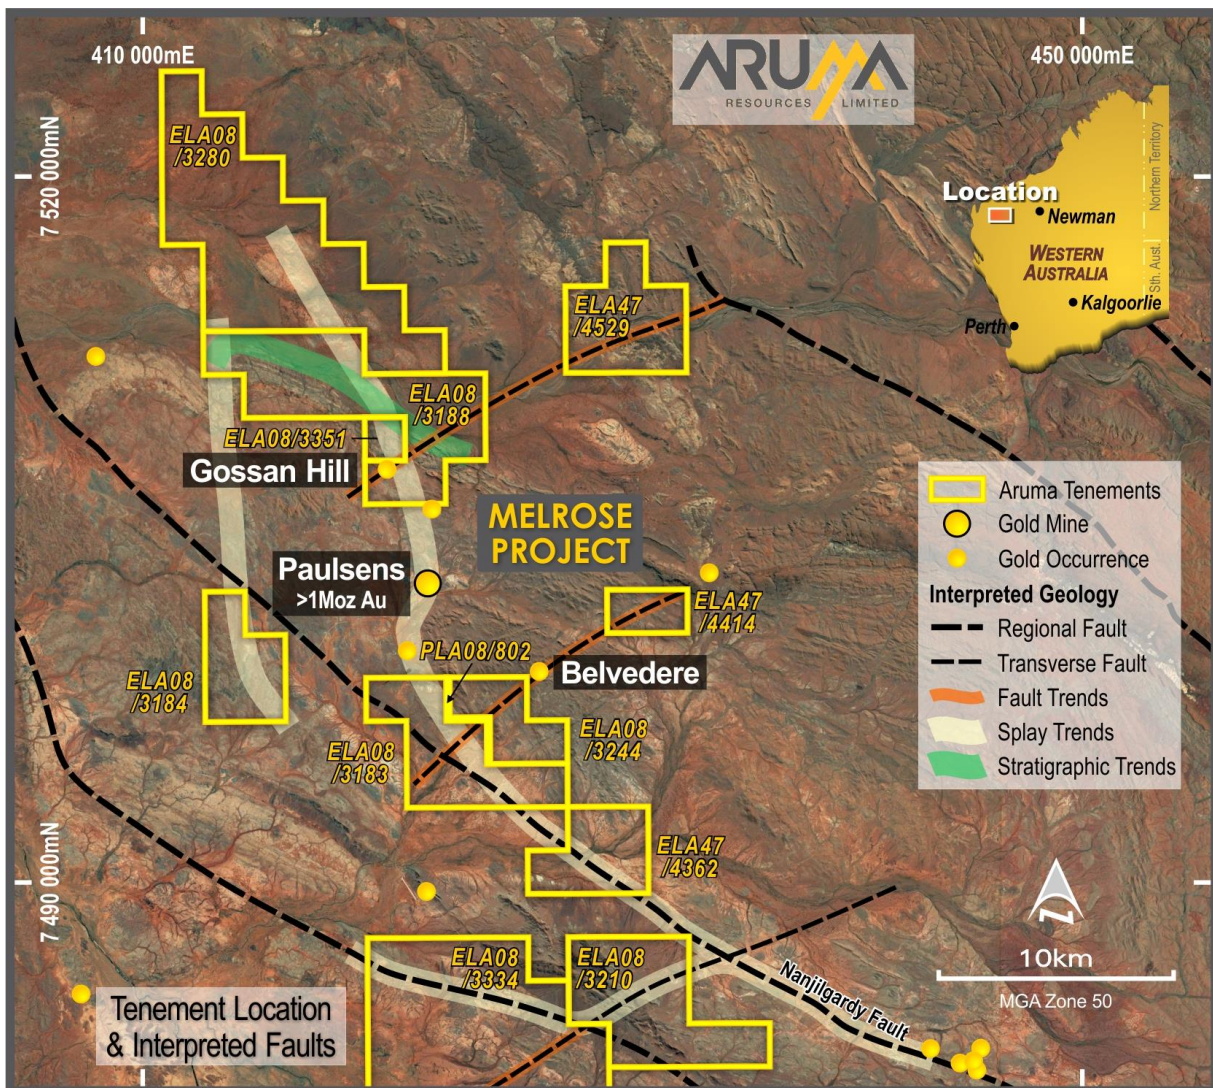 410 000mE
450 000mE
ARUMA
RESOURCES LIMITED
7 520 000mN
ELA08
/3280
Location
Newman
WESTERN
AUSTRALIA
Northern Territory
Sth. Aust.
Kalgoorlie
Perth
ELA47
/4529
ELA08
/3188
ELA08/3351
Gossan Hill
MELROSE
PROJECT
Paulsens
>1Moz Au
ELA47
/4414
PLA08/802
Belvedere
ELA08
/3184
ELA08
/3183
ELA08
/3244
ELA47
/4362
Aruma Tenements
Gold Mine
Gold Occurrence
Interpreted Geology
Regional Fault
Transverse Fault
Fault Trends
Splay Trends
Stratigraphic Trends
7 490 000mN
N
10km
MGA Zone 50
ELA08
/3334
ELA08
/3210
Nanjilgardy Fault
Tenement Location
& Interpreted Faults